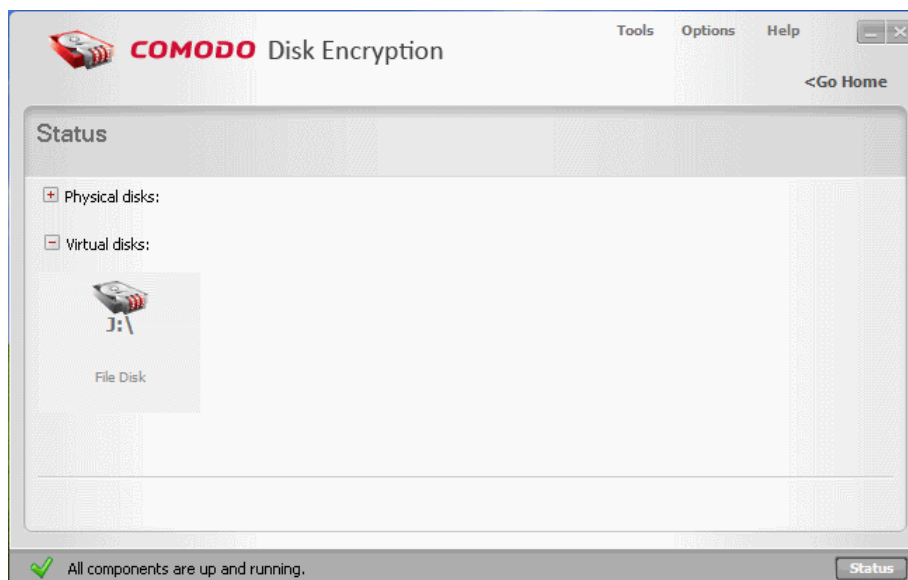 COMODO Disk Encryption
Tools Options Help
<Go Home
Status
Physical disks:
Virtual disks:
J:\
File Disk
All components are up and running.
Status